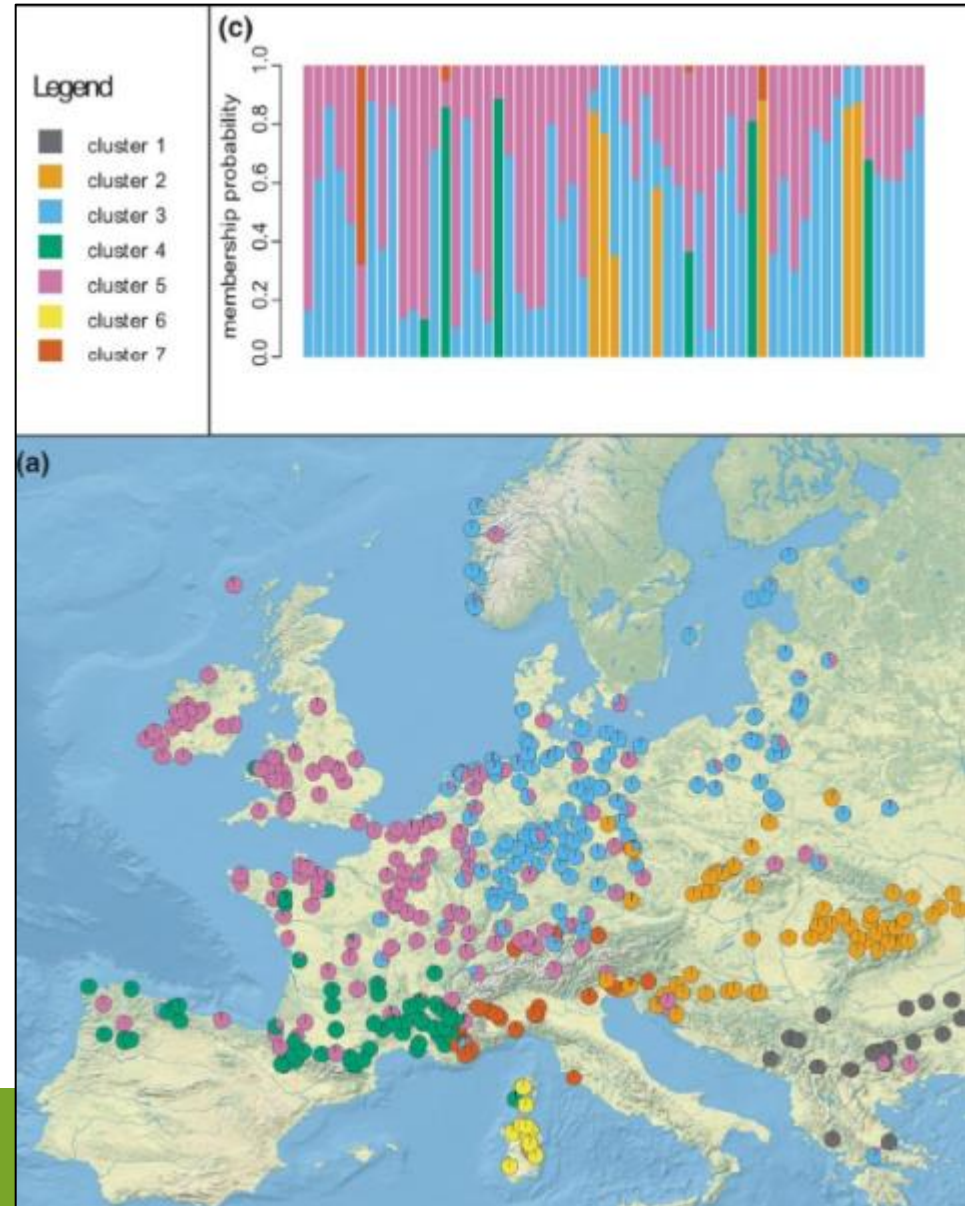 Legend
cluster 1
cluster 2
cluster 3
cluster 4
cluster 5
cluster 6
cluster 7
(c)
membership probability
1.0
0.8
0.6
0.4
0.2
0.0
(a)